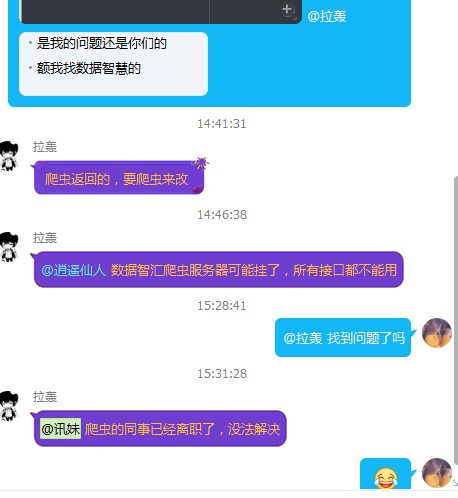 @拉轰
是我的问题还是你们的
额我找数据智慧的
14:41:31
拉轰
爬虫返回的，要爬虫来改
14:46:38
拉轰
@逍遥仙人 数据智汇爬虫服务器可能挂了，所有接口都不能用
15:28:41
@拉轰 找到问题了吗
15:31:28
拉轰
@讯妹 爬虫的同事已经离职了，没法解决